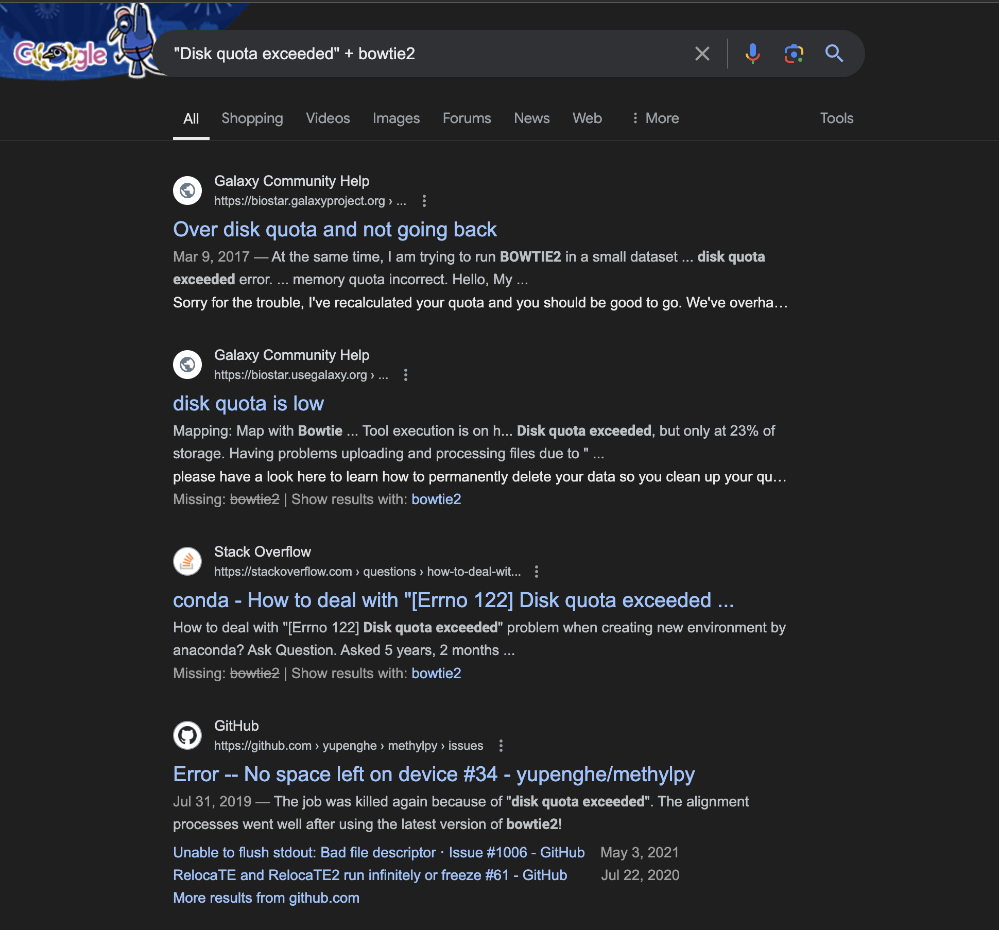 Google
"Disk quota exceeded" + bowtie2
All Shopping Videos Images Forums News Web More Tools
Galaxy Community Help
https://biostar.galaxyproject.org › ...
Over disk quota and not going back
Mar 9, 2017 — At the same time, I am trying to run BOWTIE2 in a small dataset ... disk quota
exceeded error. ... memory quota incorrect. Hello, My ...
Sorry for the trouble, I've recalculated your quota and you should be good to go. We've overha...
Galaxy Community Help
https://biostar.usegalaxy.org › ...
disk quota is low
Mapping: Map with Bowtie ... Tool execution is on h... Disk quota exceeded, but only at 23% of
storage. Having problems uploading and processing files due to " ...
please have a look here to learn how to permanently delete your data so you clean up your qu...
Missing: bowtie2 | Show results with: bowtie2
Stack Overflow
https://stackoverflow.com › questions › how-to-deal-wit...
conda - How to deal with "[Errno 122] Disk quota exceeded ...
How to deal with "[Errno 122] Disk quota exceeded" problem when creating new environment by
anaconda? Ask Question. Asked 5 years, 2 months ...
Missing: bowtie2 | Show results with: bowtie2
GitHub
https://github.com › yupenghe › methylpy › issues
Error -- No space left on device #34 - yupenghe/methylpy
Jul 31, 2019 — The job was killed again because of "disk quota exceeded". The alignment
processes went well after using the latest version of bowtie2!
Unable to flush stdout: Bad file descriptor · Issue #1006 - GitHub May 3, 2021
RelocaTE and RelocaTE2 run infinitely or freeze #61 - GitHub Jul 22, 2020
More results from github.com